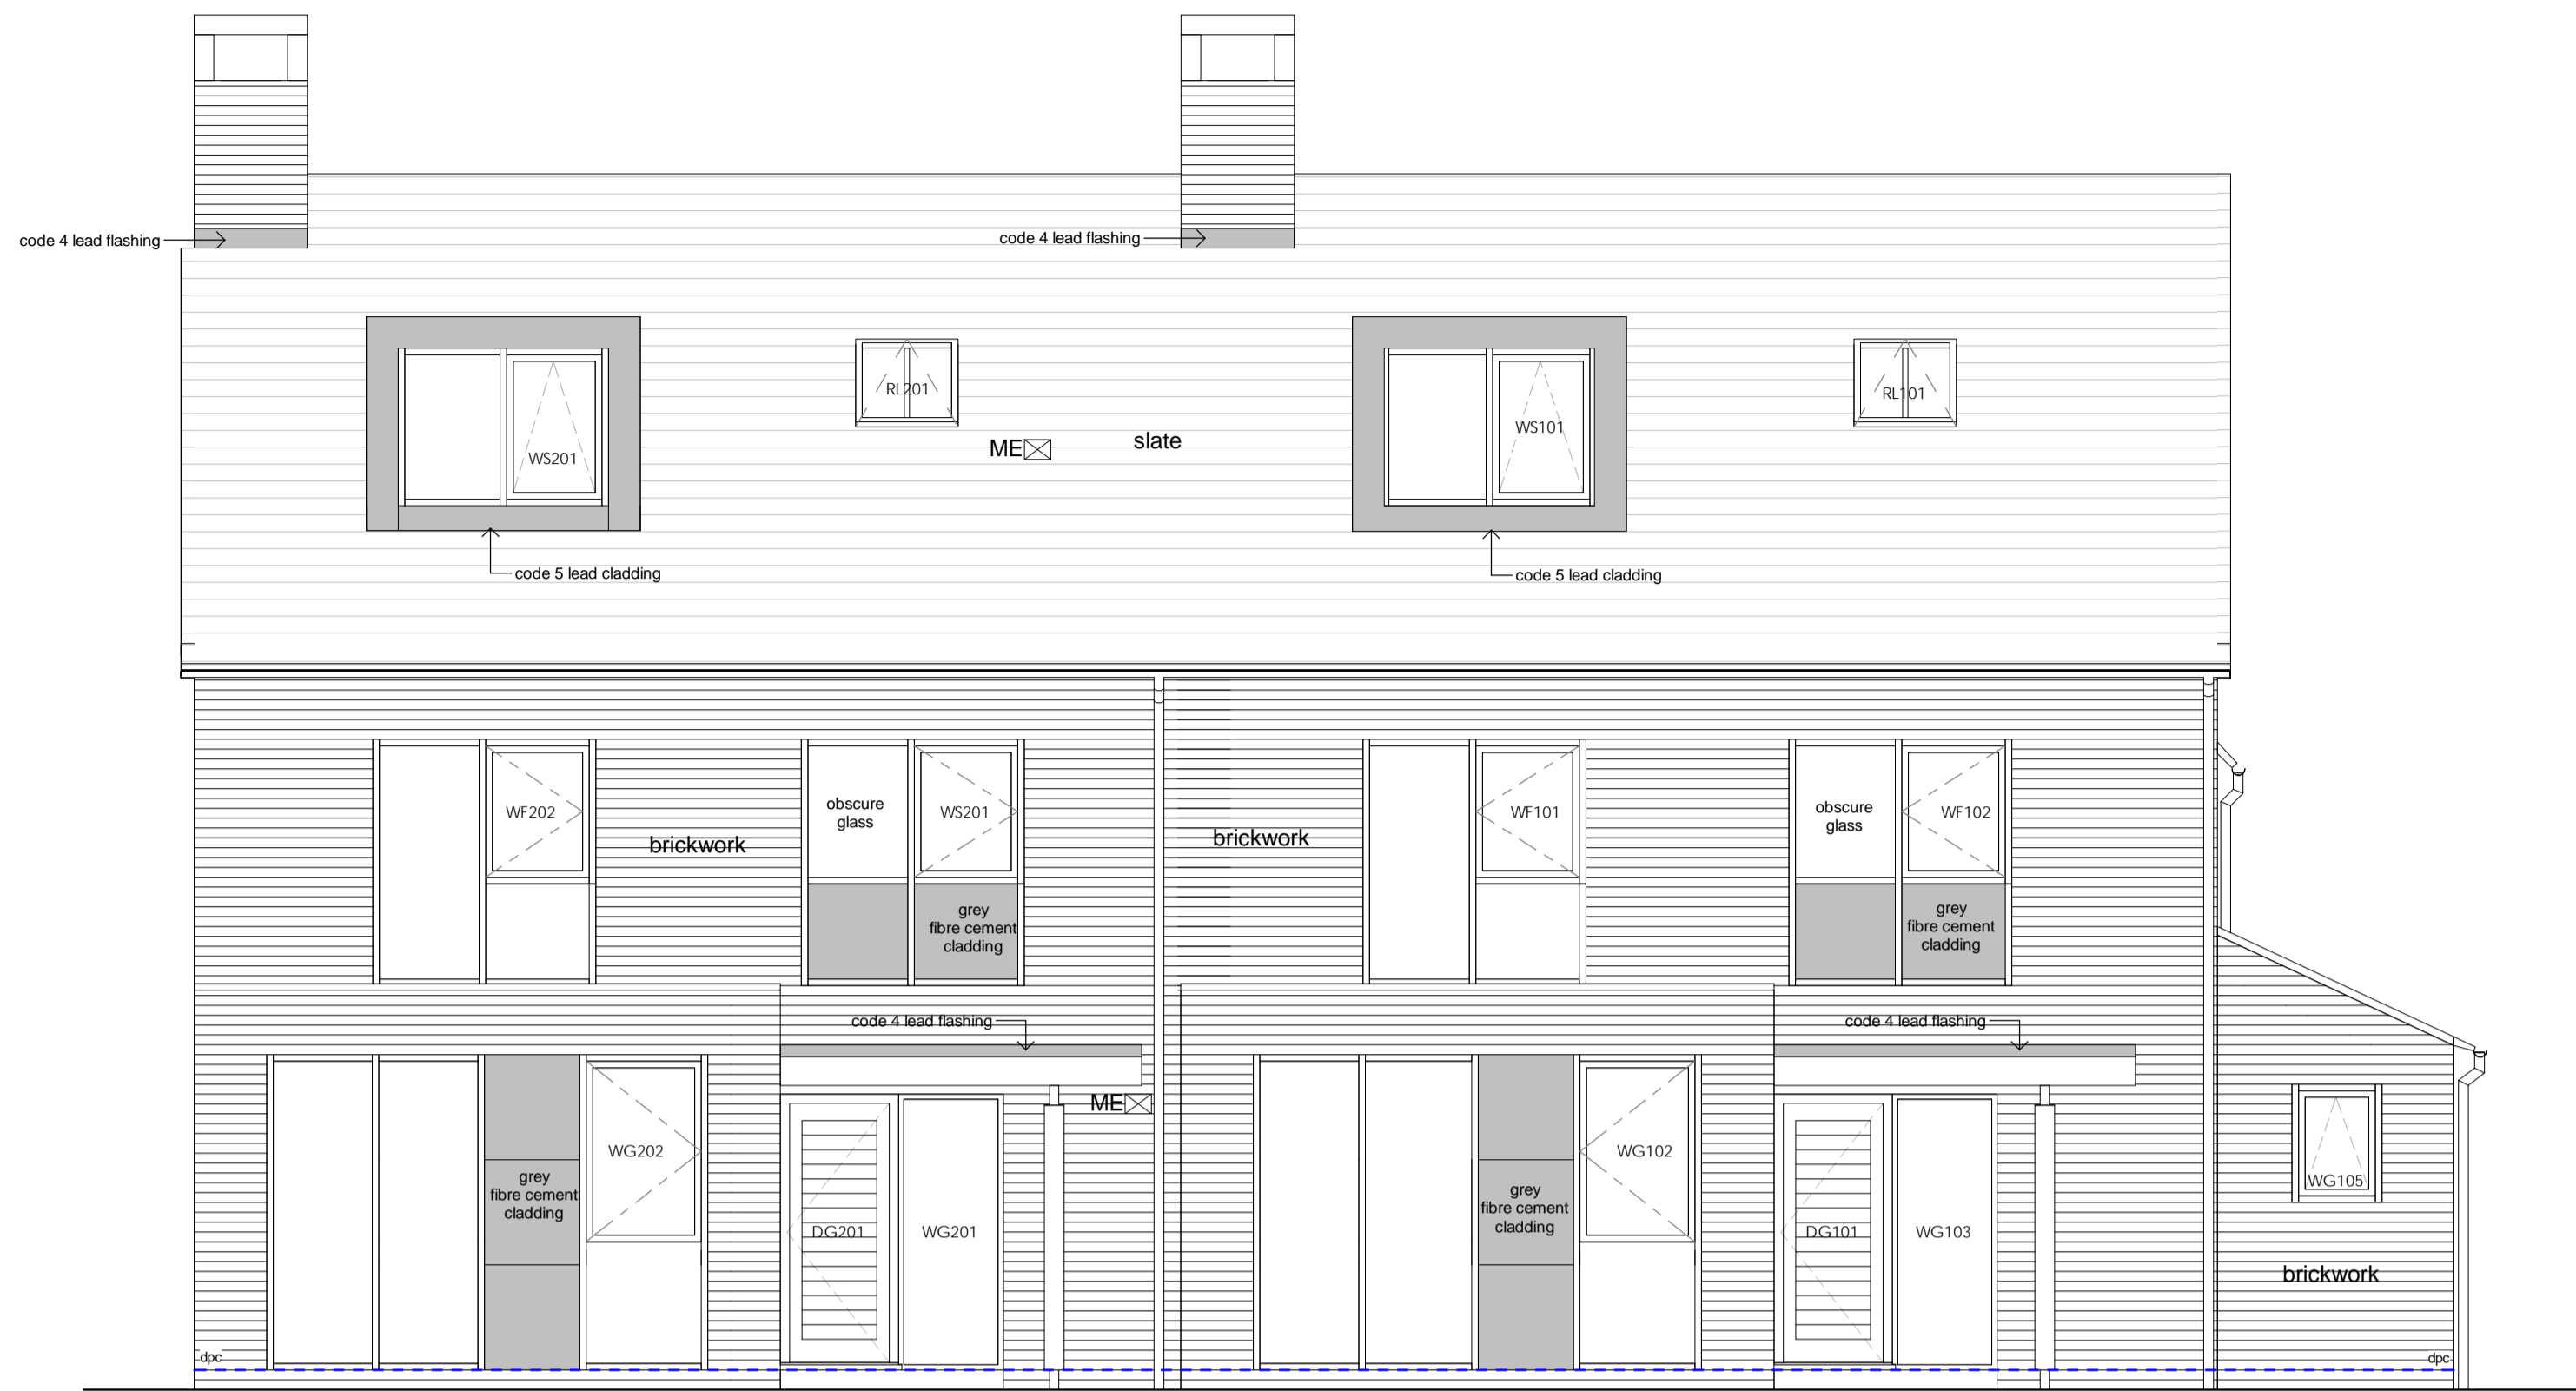 code 4 lead flashing
code 4 lead flashing
RL201
RL101
WS101
ME
slate
WS201
code 5 lead cladding
code 5 lead cladding
WF202
obscure
glass
WS201
WF101
obscure
glass
WF102
brickwork
brickwork
grey
fibre cement
cladding
grey
fibre cement
cladding
code 4 lead flashing
code 4 lead flashing
ME
WG202
WG102
grey
fibre cement
cladding
grey
fibre cement
cladding
WG105
DG201
WG201
DG101
WG103
brickwork
dpc
dpc